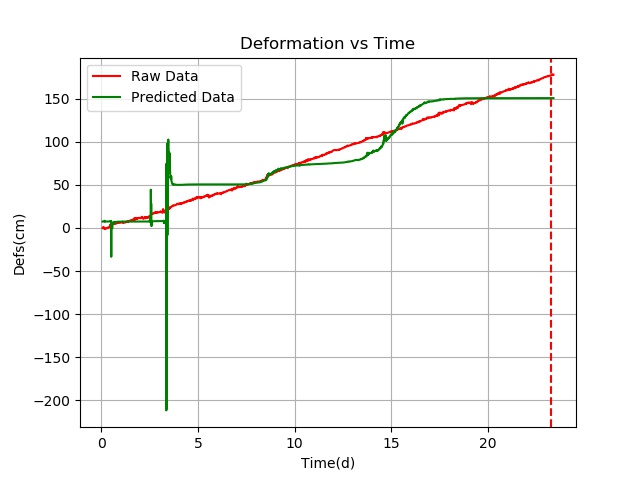 Deformation vs Time
Raw Data
Predicted Data
150
100
50
0
−50
−100
−150
−200
Defs(cm)
0 5 10 15 20
Time(d)